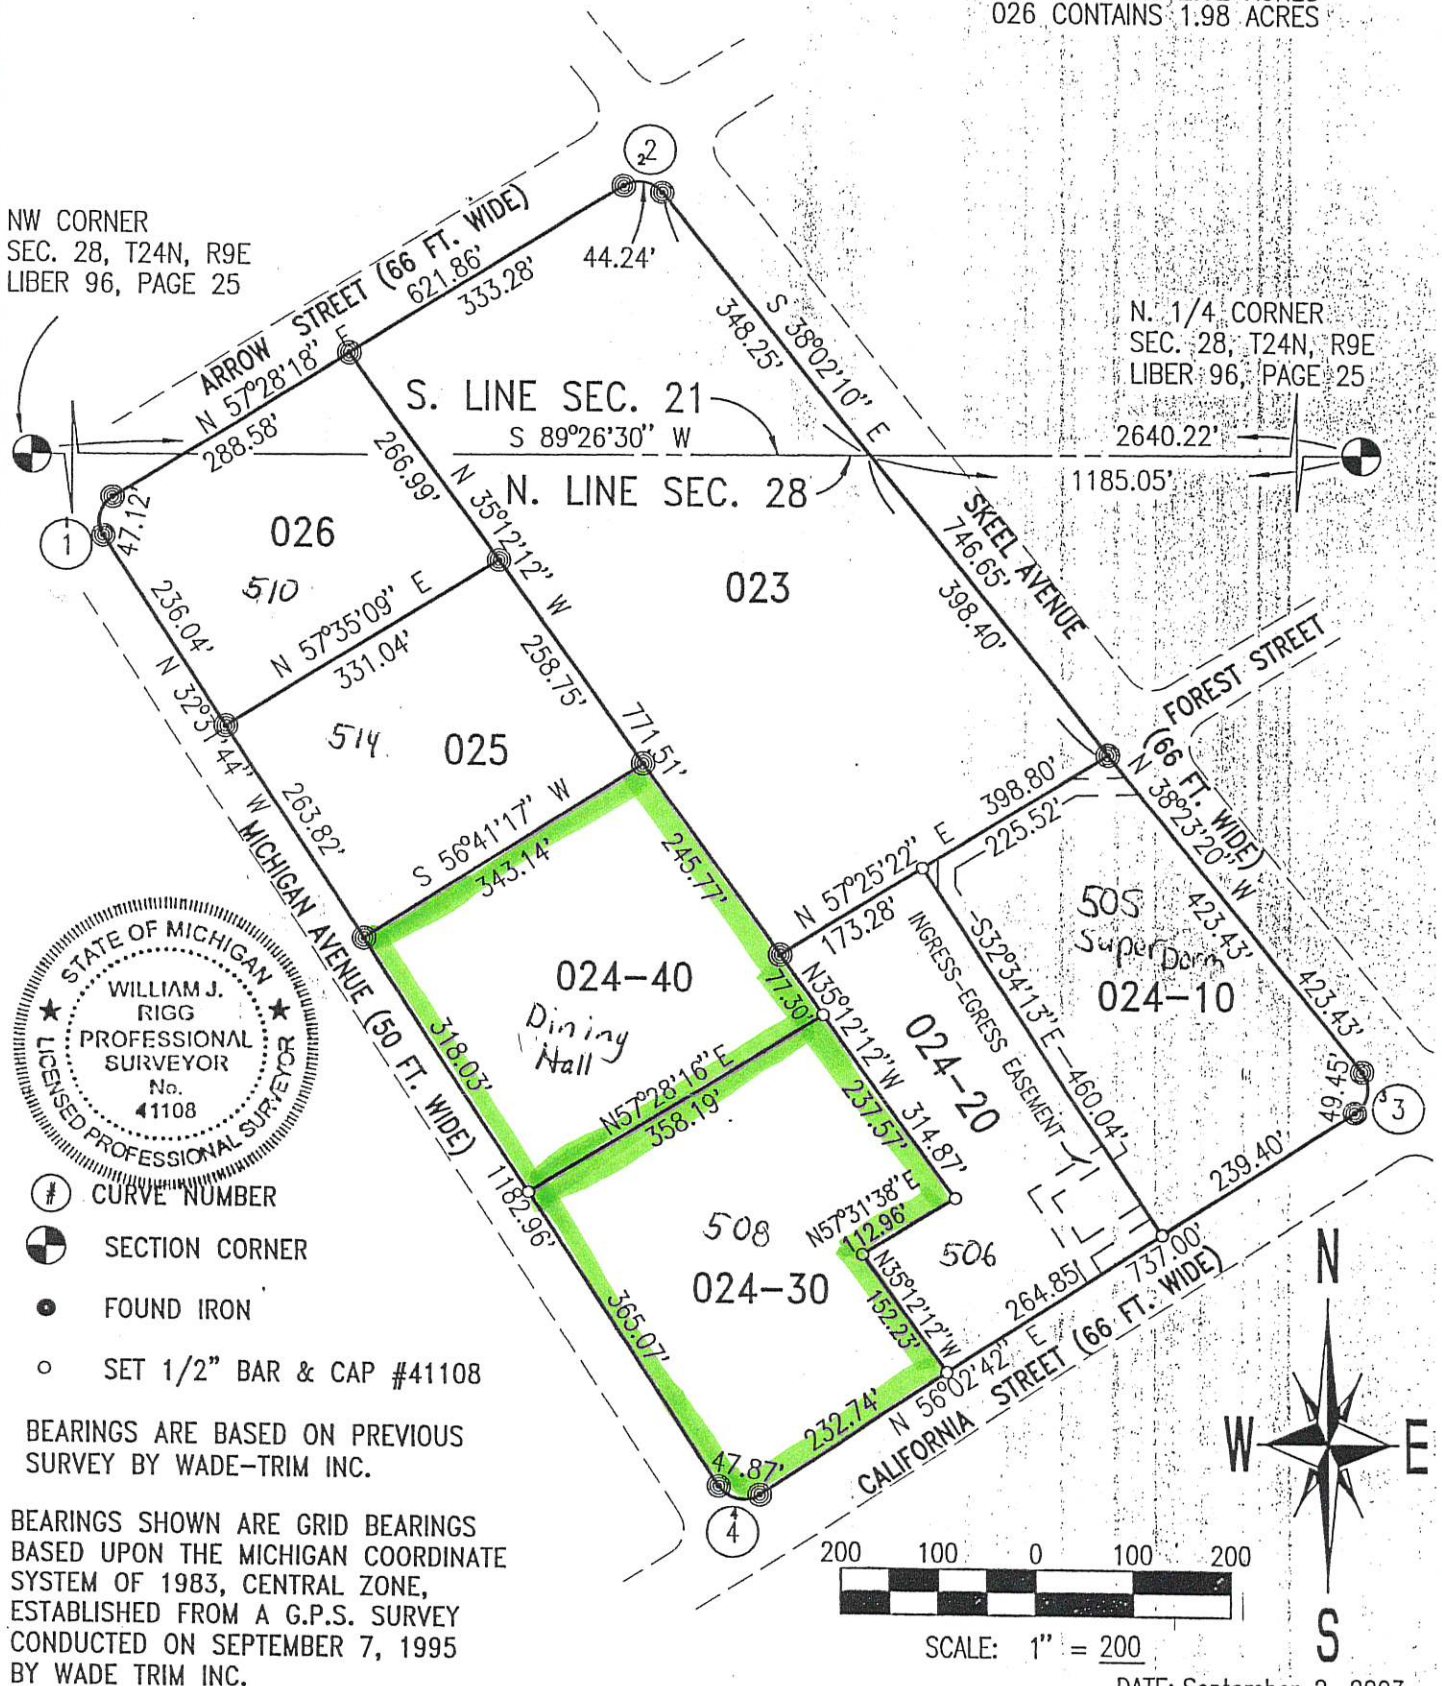 026 CONTAINS 1.98 ACRES
2
2
NW CORNER
SEC. 28, T24N, R9E
LIBER 96, PAGE 25
ARROW STREET (66 FT. WIDE)
621.86'
333.28'
44.24'
N 57°28'18" E
288.58'
S 38°02'10" E
348.25'
N. 1/4 CORNER
SEC. 28, T24N, R9E
LIBER 96, PAGE 25
S. LINE SEC. 21
S 89°26'30" W
N. LINE SEC. 28
2640.22'
1185.05'
1
47.12'
026
510
266.99'
N 35°12'12" W
023
SKEEL AVENUE
746.65'
398.40'
236.04'
N 57°35'09" E
331.04'
258.75'
771.51'
FOREST STREET
(66 FT. WIDE)
N 32°31'44" W
514
025
263.82'
S 56°41'17" W
343.14'
245.77'
398.80'
225.52'
N 57°25'22" E
173.28'
N 38°23'20" W
423.43'
423.43'
MICHIGAN AVENUE (50 FT. WIDE)
505
Super Dorm
024-10
024-40
Dining
Hall
77.30'
N35°12'12"W
INGRESS-EGRESS EASEMENT
S32°34'13"E
460.04'
024-20
318.03'
N57°28'16"E
358.19'
237.57'
314.87'
49.45'
3
3
239.40'
1182.96'
508
024-30
N57°31'38"E
112.96'
506
N35°12'12"W
152.23'
264.85'
737.00'
365.07'
232.74'
N 56°02'42" E
CALIFORNIA STREET (66 FT. WIDE)
47.87'
4
4
STATE OF MICHIGAN
WILLIAM J.
RIGG
PROFESSIONAL
SURVEYOR
No.
41108
LICENSED PROFESSIONAL SURVEYOR
# CURVE NUMBER
SECTION CORNER
FOUND IRON
SET 1/2" BAR & CAP #41108
BEARINGS ARE BASED ON PREVIOUS
SURVEY BY WADE-TRIM INC.
BEARINGS SHOWN ARE GRID BEARINGS
BASED UPON THE MICHIGAN COORDINATE
SYSTEM OF 1983, CENTRAL ZONE,
ESTABLISHED FROM A G.P.S. SURVEY
CONDUCTED ON SEPTEMBER 7, 1995
BY WADE TRIM INC.
N
W E
S
200 100 0 100 200
SCALE: 1" = 200